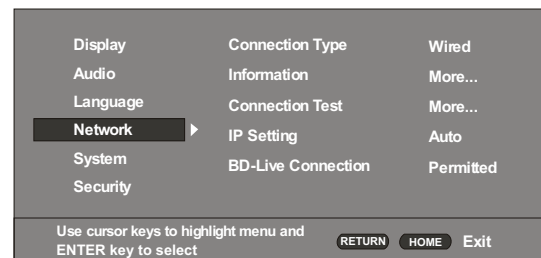 Display
Audio
Language
Network
System
Security
Connection Type Wired
Information More...
Connection Test More...
IP Setting Auto
BD-Live Connection Permitted
Use cursor keys to highlight menu and
ENTER key to select
RETURN HOME Exit